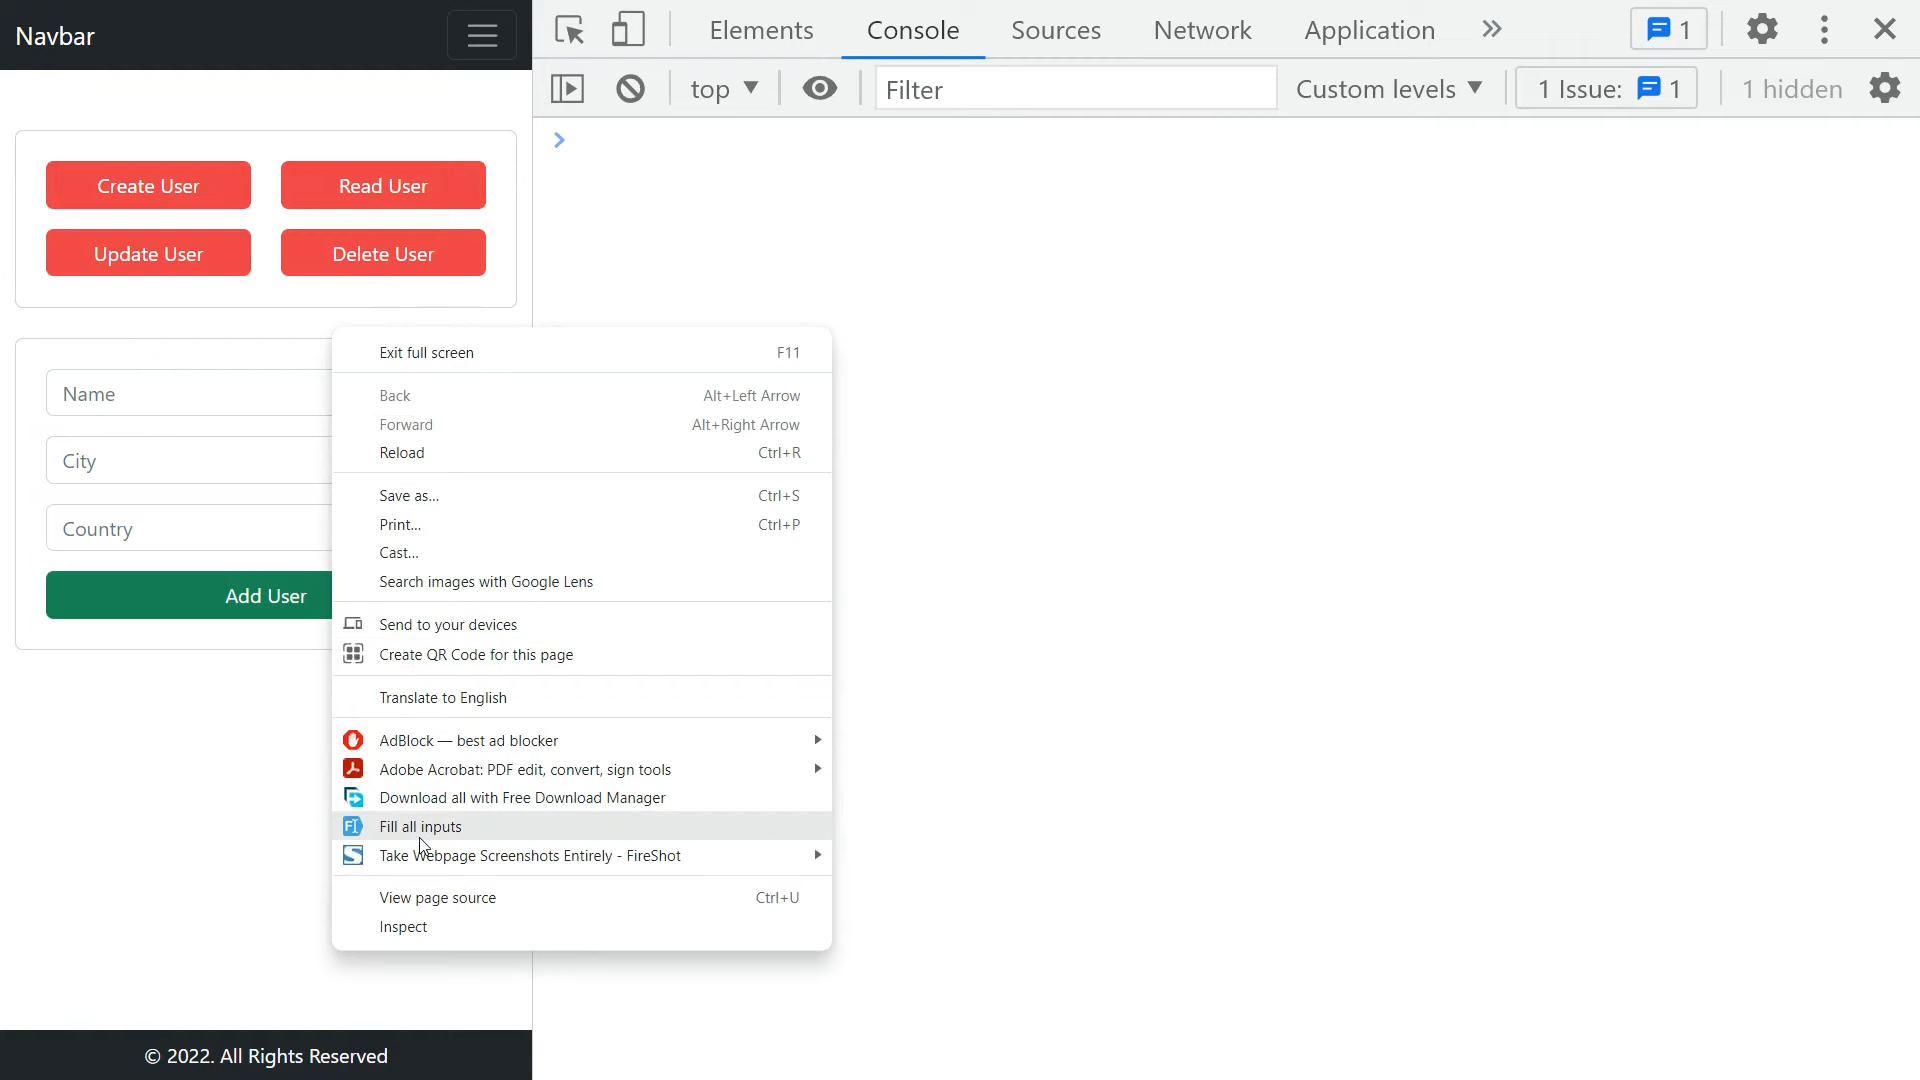 Navbar
Elements Console Sources Network Application 1
top Filter Custom levels 1 Issue: 1 1 hidden
Create User Read User
Update User Delete User
Name
City
Country
Add User
Exit full screen F11
Back Alt+Left Arrow
Forward Alt+Right Arrow
Reload Ctrl+R
Save as... Ctrl+S
Print... Ctrl+P
Cast...
Search images with Google Lens
Send to your devices
Create QR Code for this page
Translate to English
AdBlock — best ad blocker
Adobe Acrobat: PDF edit, convert, sign tools
Download all with Free Download Manager
Fill all inputs
Take Webpage Screenshots Entirely - FireShot
View page source Ctrl+U
Inspect
© 2022. All Rights Reserved